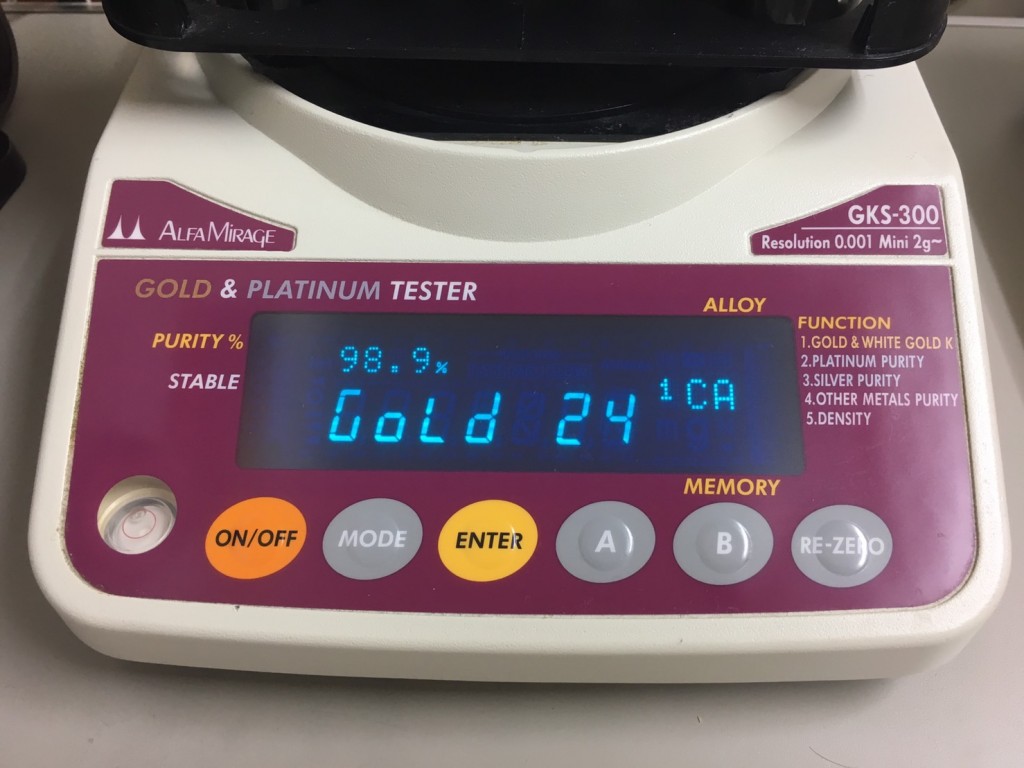 ALFA MIRAGE
GKS-300
Resolution 0.001 Mini 2g~
GOLD & PLATINUM TESTER
ALLOY
PURITY %
STABLE
98.9%
GoLd 24
1CA
FUNCTION
1.GOLD & WHITE GOLD K
2.PLATINUM PURITY
3.SILVER PURITY
4.OTHER METALS PURITY
5.DENSITY
MEMORY
ON/OFF
MODE
ENTER
A
B
RE-ZERO